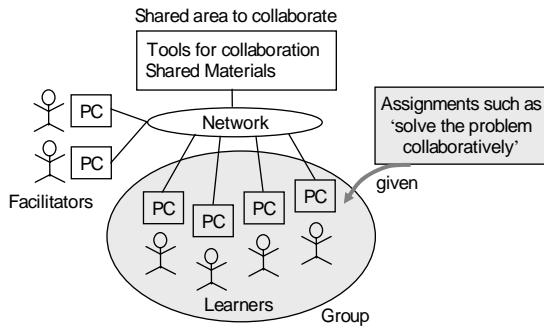 Shared area to collaborate
Tools for collaboration
Shared Materials
PC
PC
Network
Assignments such as
‘solve the problem
collaboratively’
given
Facilitators
PC
PC
PC
PC
Learners
Group